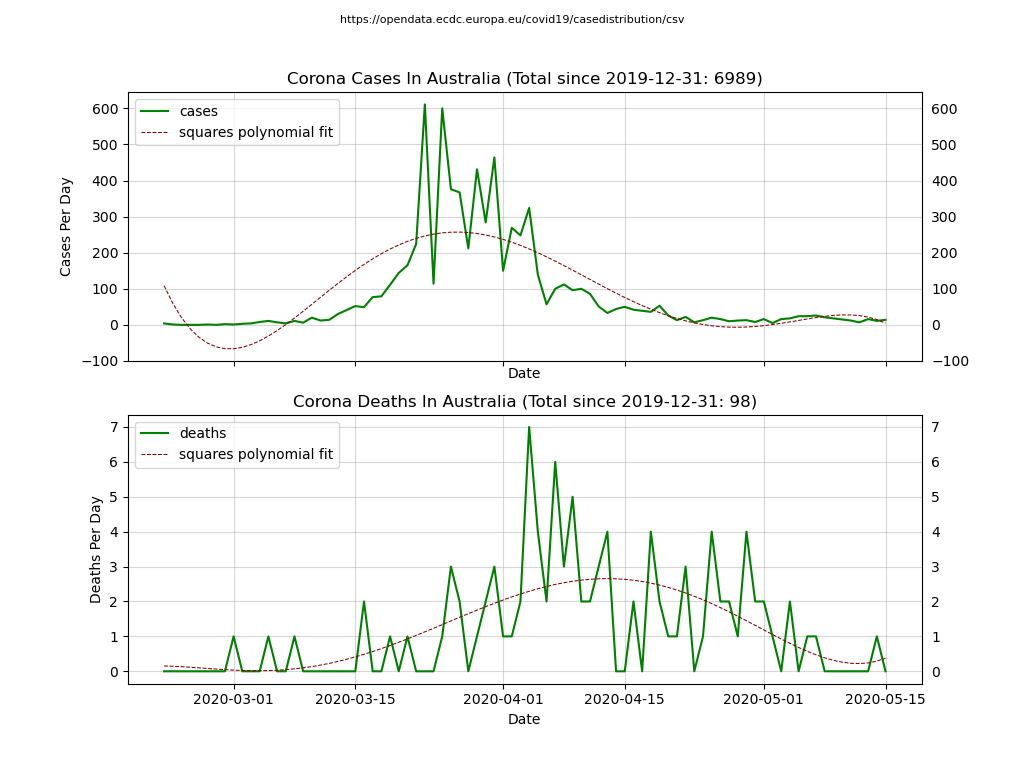 https://opendata.ecdc.europa.eu/covid19/casedistribution/csv
Corona Cases In Australia (Total since 2019-12-31: 6989)
cases
squares polynomial fit
Cases Per Day
600 600
500 500
400 400
300 300
200 200
100 100
0 0
−100 −100
Date
Corona Deaths In Australia (Total since 2019-12-31: 98)
deaths
squares polynomial fit
Deaths Per Day
7 7
6 6
5 5
4 4
3 3
2 2
1 1
0 0
2020-03-01 2020-03-15 2020-04-01 2020-04-15 2020-05-01 2020-05-15
Date